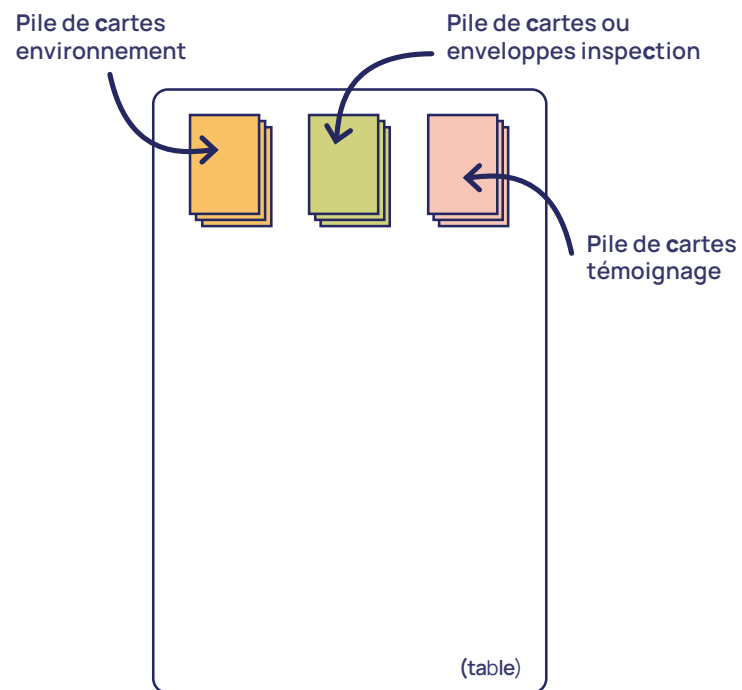 Pile de cartes
environnement
Pile de cartes ou
enveloppes inspection
Pile de cartes
témoignage
(table)